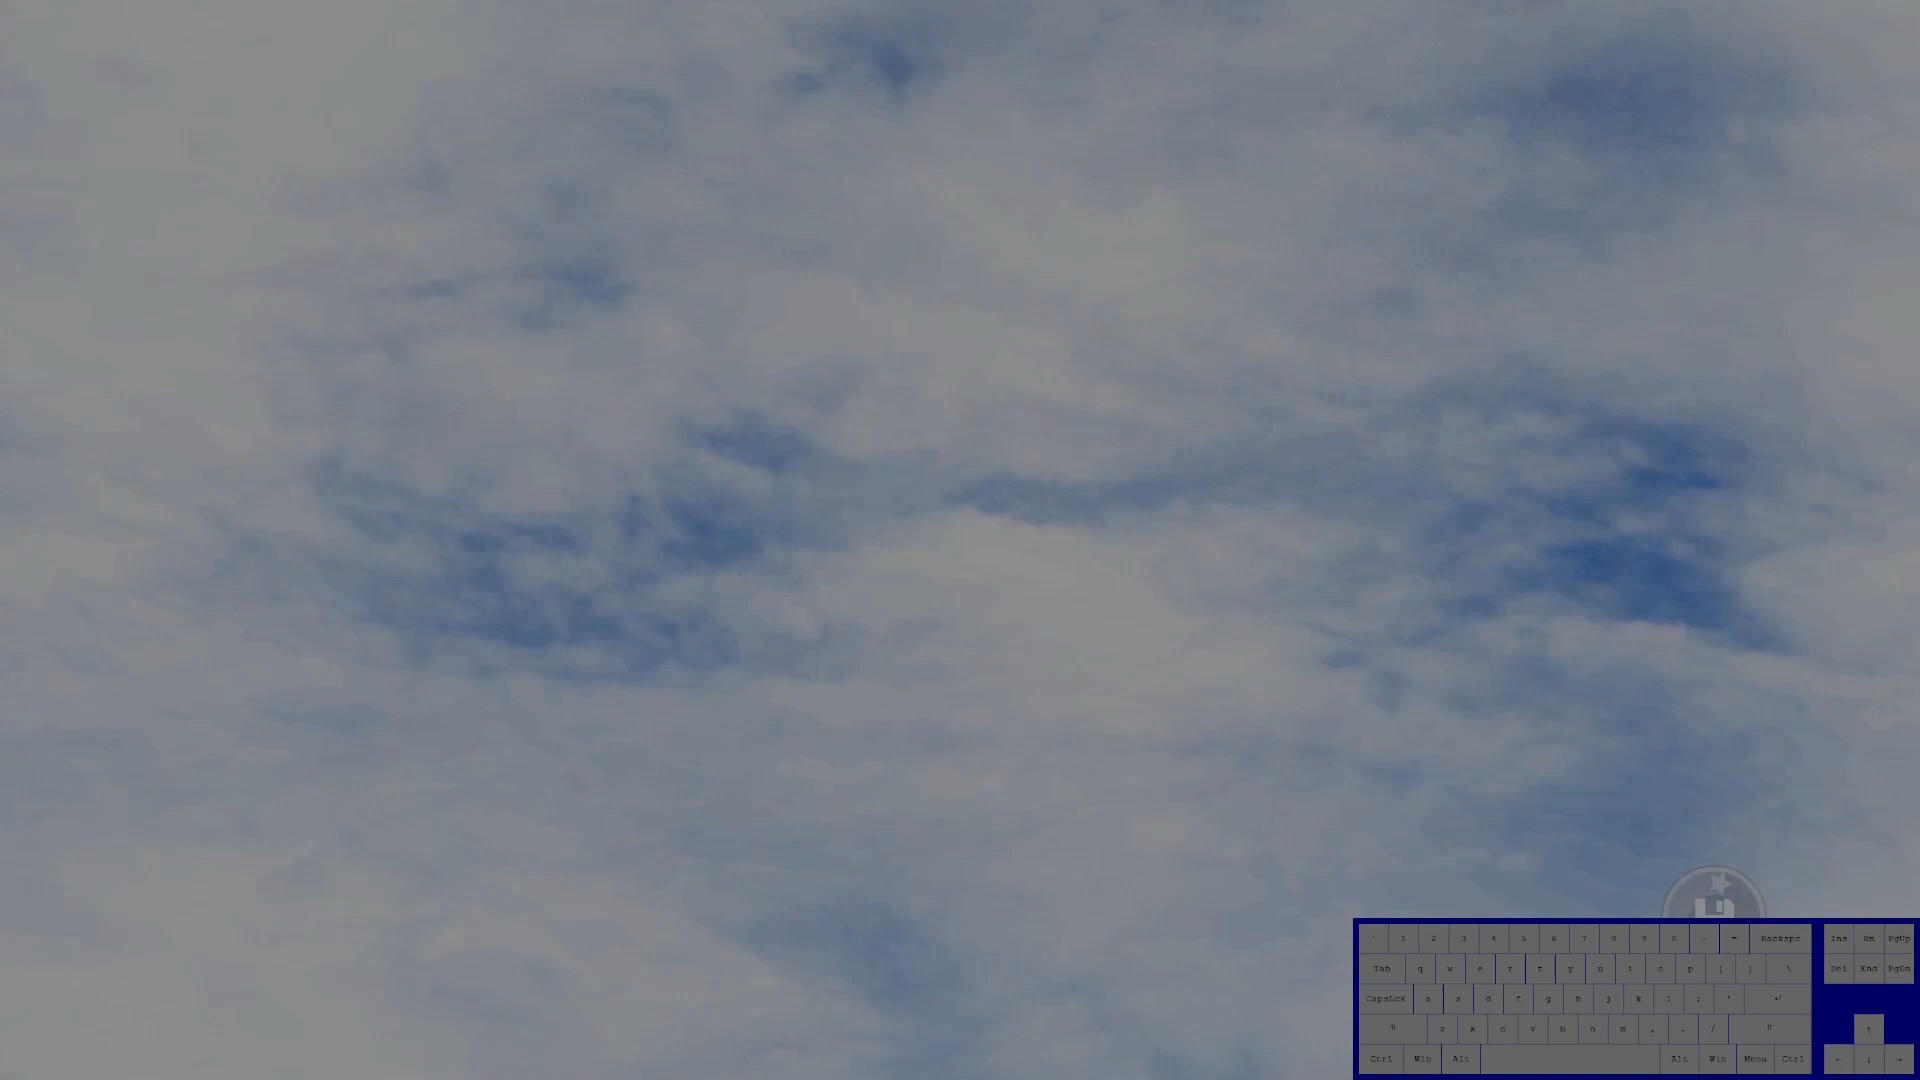 ` 1 2 3 4 5 6 7 8 9 0 - = Backspc Ins Hm PgUp
Tab q w e r t y u i o p [ ] \ Del End PgDn
CapsLck a s d f g h j k l ; ' ↵
⇑ z x c v b n m , . / ⇑ ↑
Ctrl Win Alt Alt Win Menu Ctrl ← ↓ →